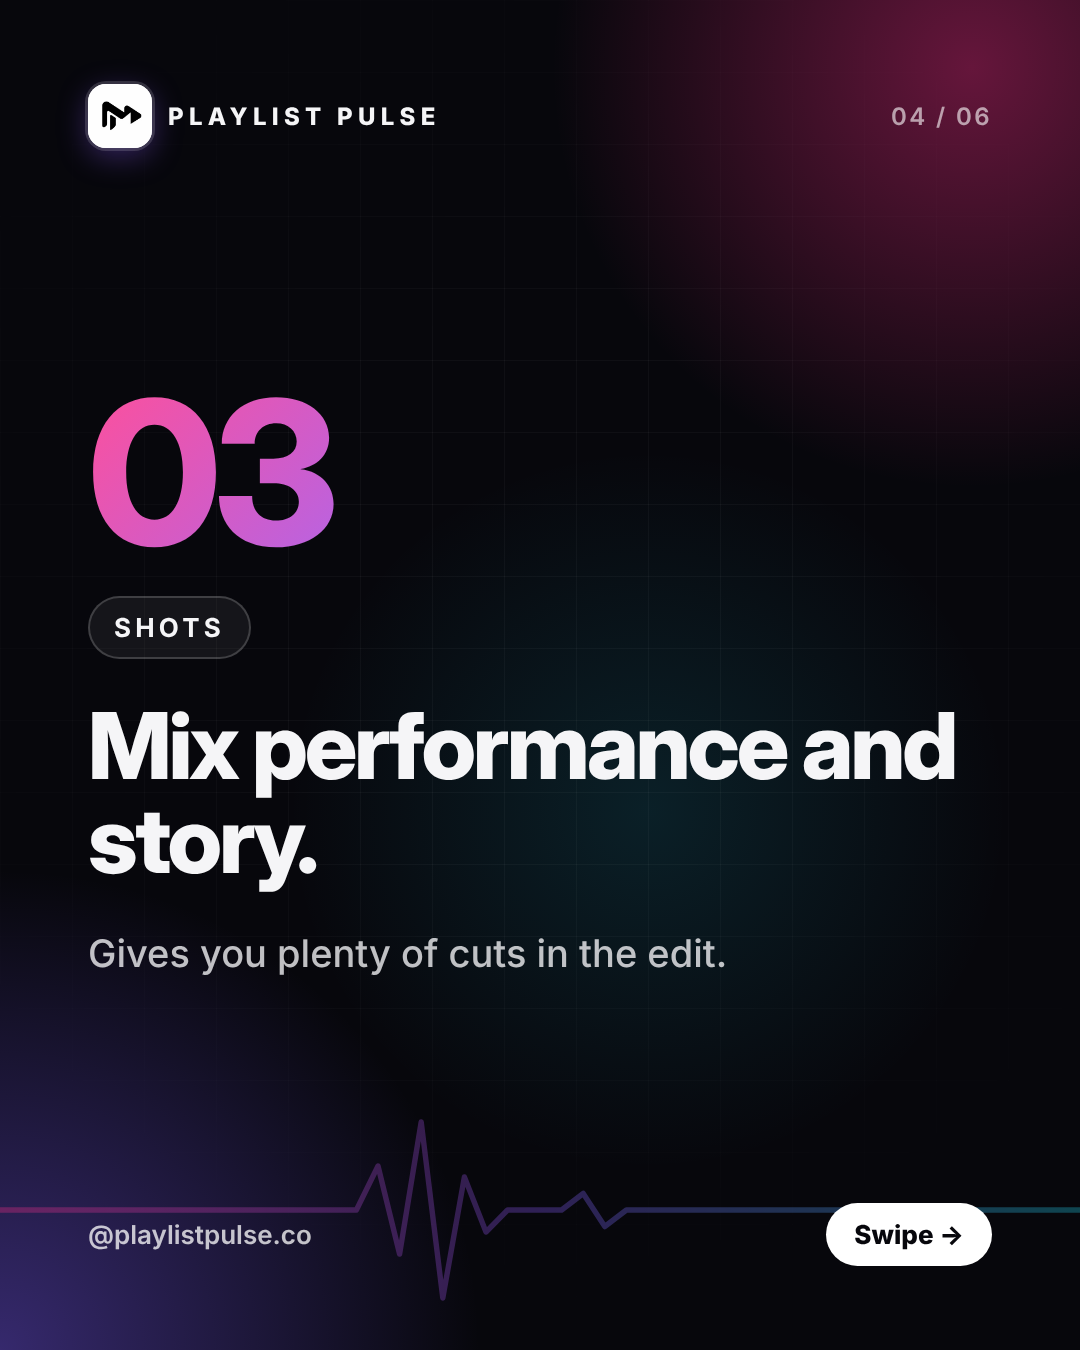 PLAYLIST PULSE
04 / 06
03
SHOTS
Mix performance and
story.
Gives you plenty of cuts in the edit.
@playlistpulse.co
Swipe →